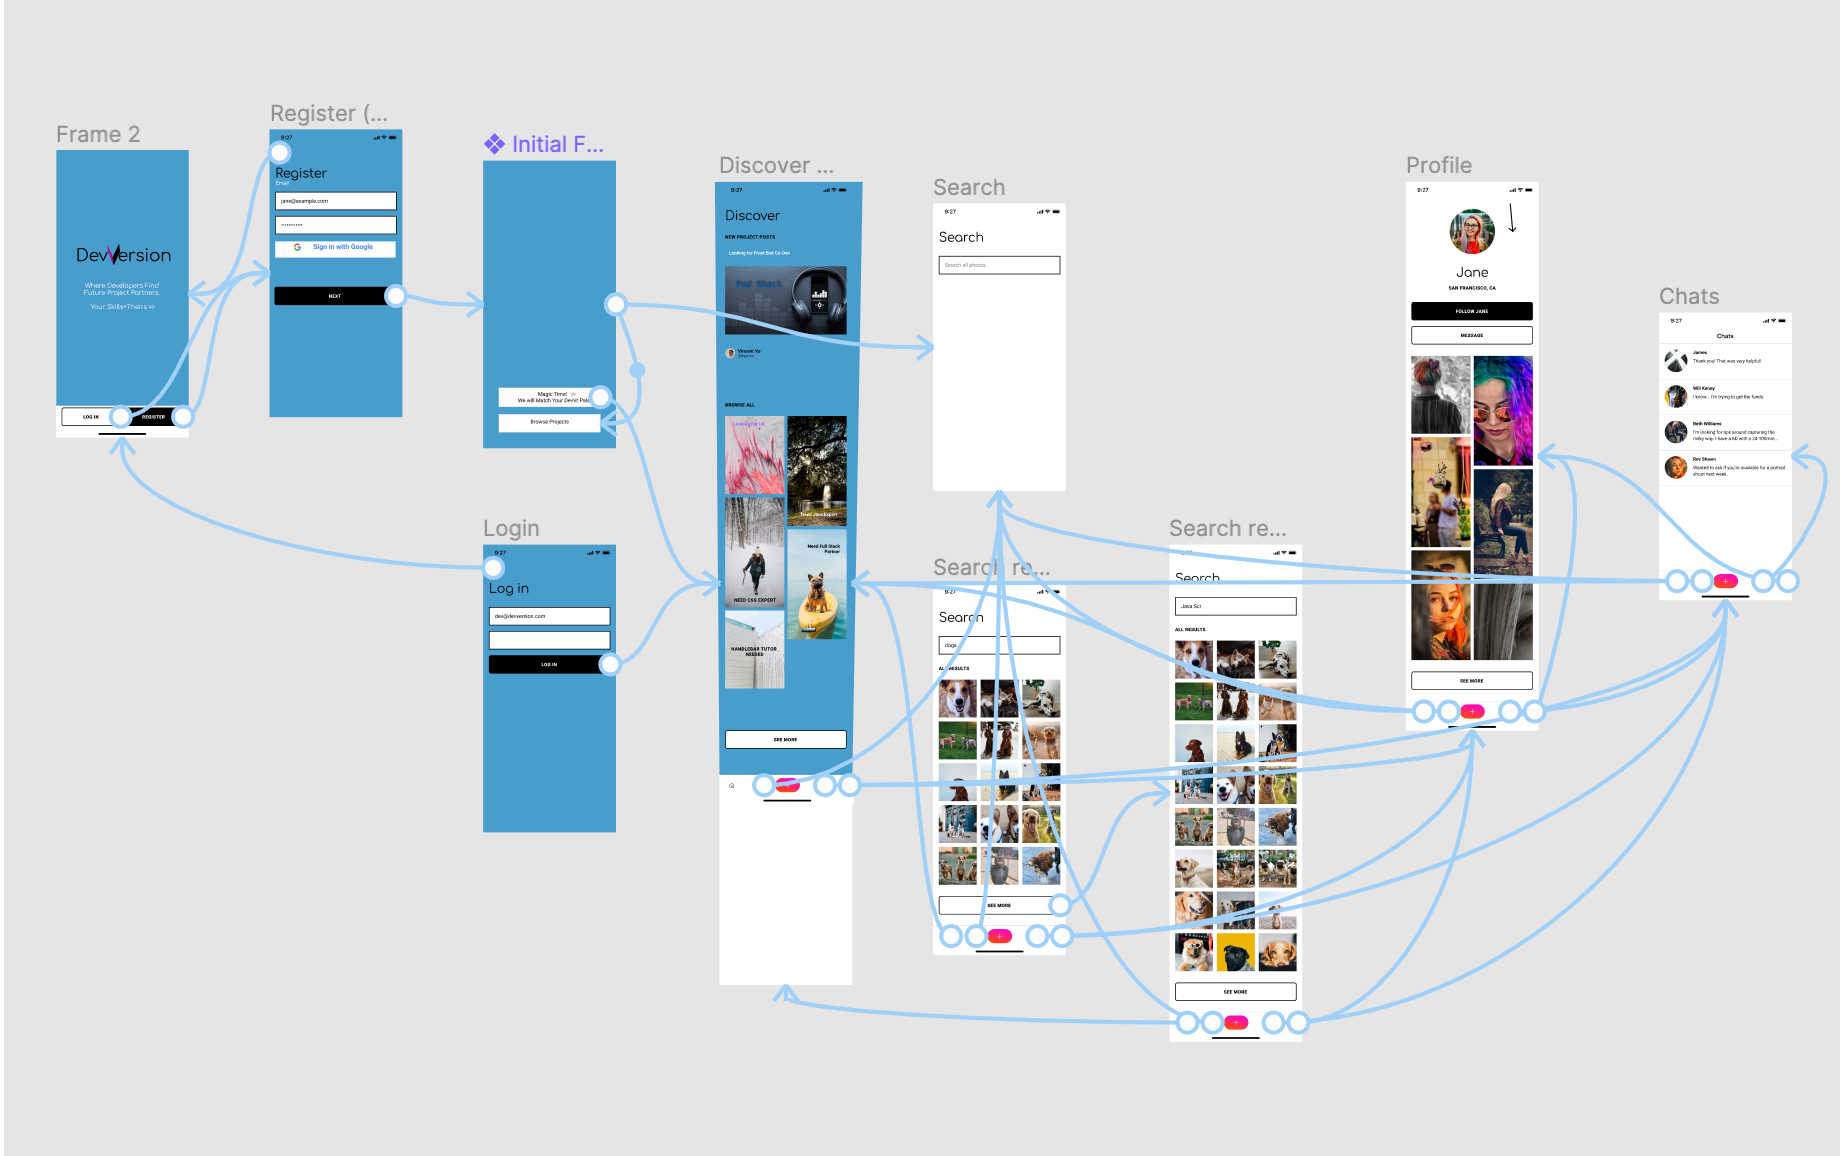 Frame 2
DevVersion
Where Developers Find
Future Project Partners.
Your Skills+Theirs =>
LOG IN
REGISTER
Register (...
9:27
Register
Email
jane@example.com
Sign In with Google
NEXT
Initial F...
Magic Time!
We will Match Your DevVr Pals
Browse Projects
Login
9:27
Log in
dev@devversion.com
LOG IN
Discover ...
9:27
Discover
NEW PROJECT POSTS
Looking for Front End Co-Dev
Pod Shack
Vincent Vo
BROWSE ALL
Looking For UX
Need Java Expert
Need Full Stack
Partner
NEED CSS EXPERT
HANDLEBAR TUTOR
NEEDED
SEE MORE
Search
9:27
Search
Search all photos
Search re...
9:27
Search
dogs
ALL RESULTS
SEE MORE
Search re...
9:27
Search
Java Scr
ALL RESULTS
SEE MORE
Profile
9:27
Jane
SAN FRANCISCO, CA
FOLLOW JANE
MESSAGE
SEE MORE
Chats
9:27
Chats
James
Thank you! That was very helpful!
Will Kenny
I know... I'm trying to get the funds.
Beth Williams
I'm looking for tips around capturing the
milky way. I have a 6D with a 24-100mm...
Rev Shawn
Wanted to ask if you're available for a portrait
shoot next week.